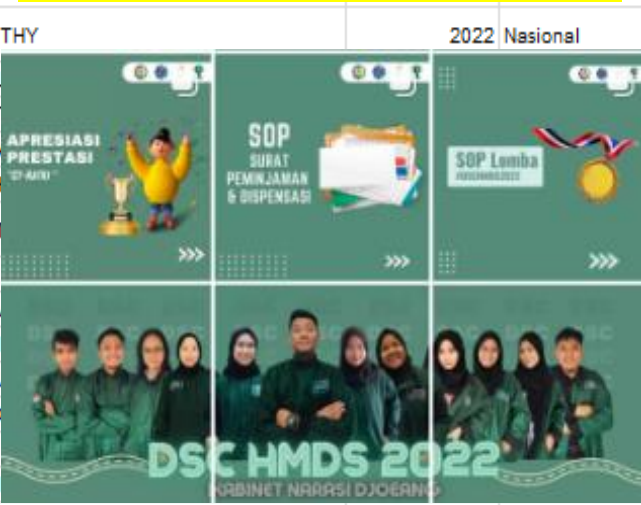 THY 2022 Nasional
APRESIASI
PRESTASI
SOP
SURAT
PEMINJAMAN
& DISPENSASI
SOP Lomba
>>>
>>>
>>>
DSC HMDS 2022
KABINET NARASI DJOEANG